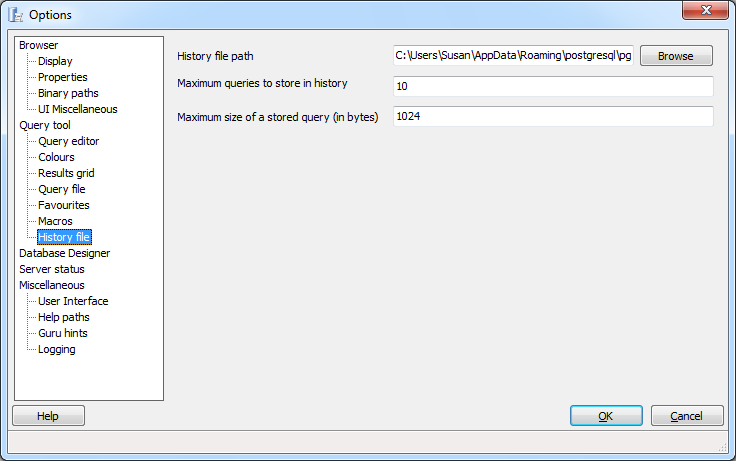 Options
Browser
Display
Properties
Binary paths
UI Miscellaneous
Query tool
Query editor
Colours
Results grid
Query file
Favourites
Macros
History file
Database Designer
Server status
Miscellaneous
User Interface
Help paths
Guru hints
Logging
History file path C:\Users\Susan\AppData\Roaming\postgresql\pg Browse
Maximum queries to store in history 10
Maximum size of a stored query (in bytes) 1024
Help OK Cancel